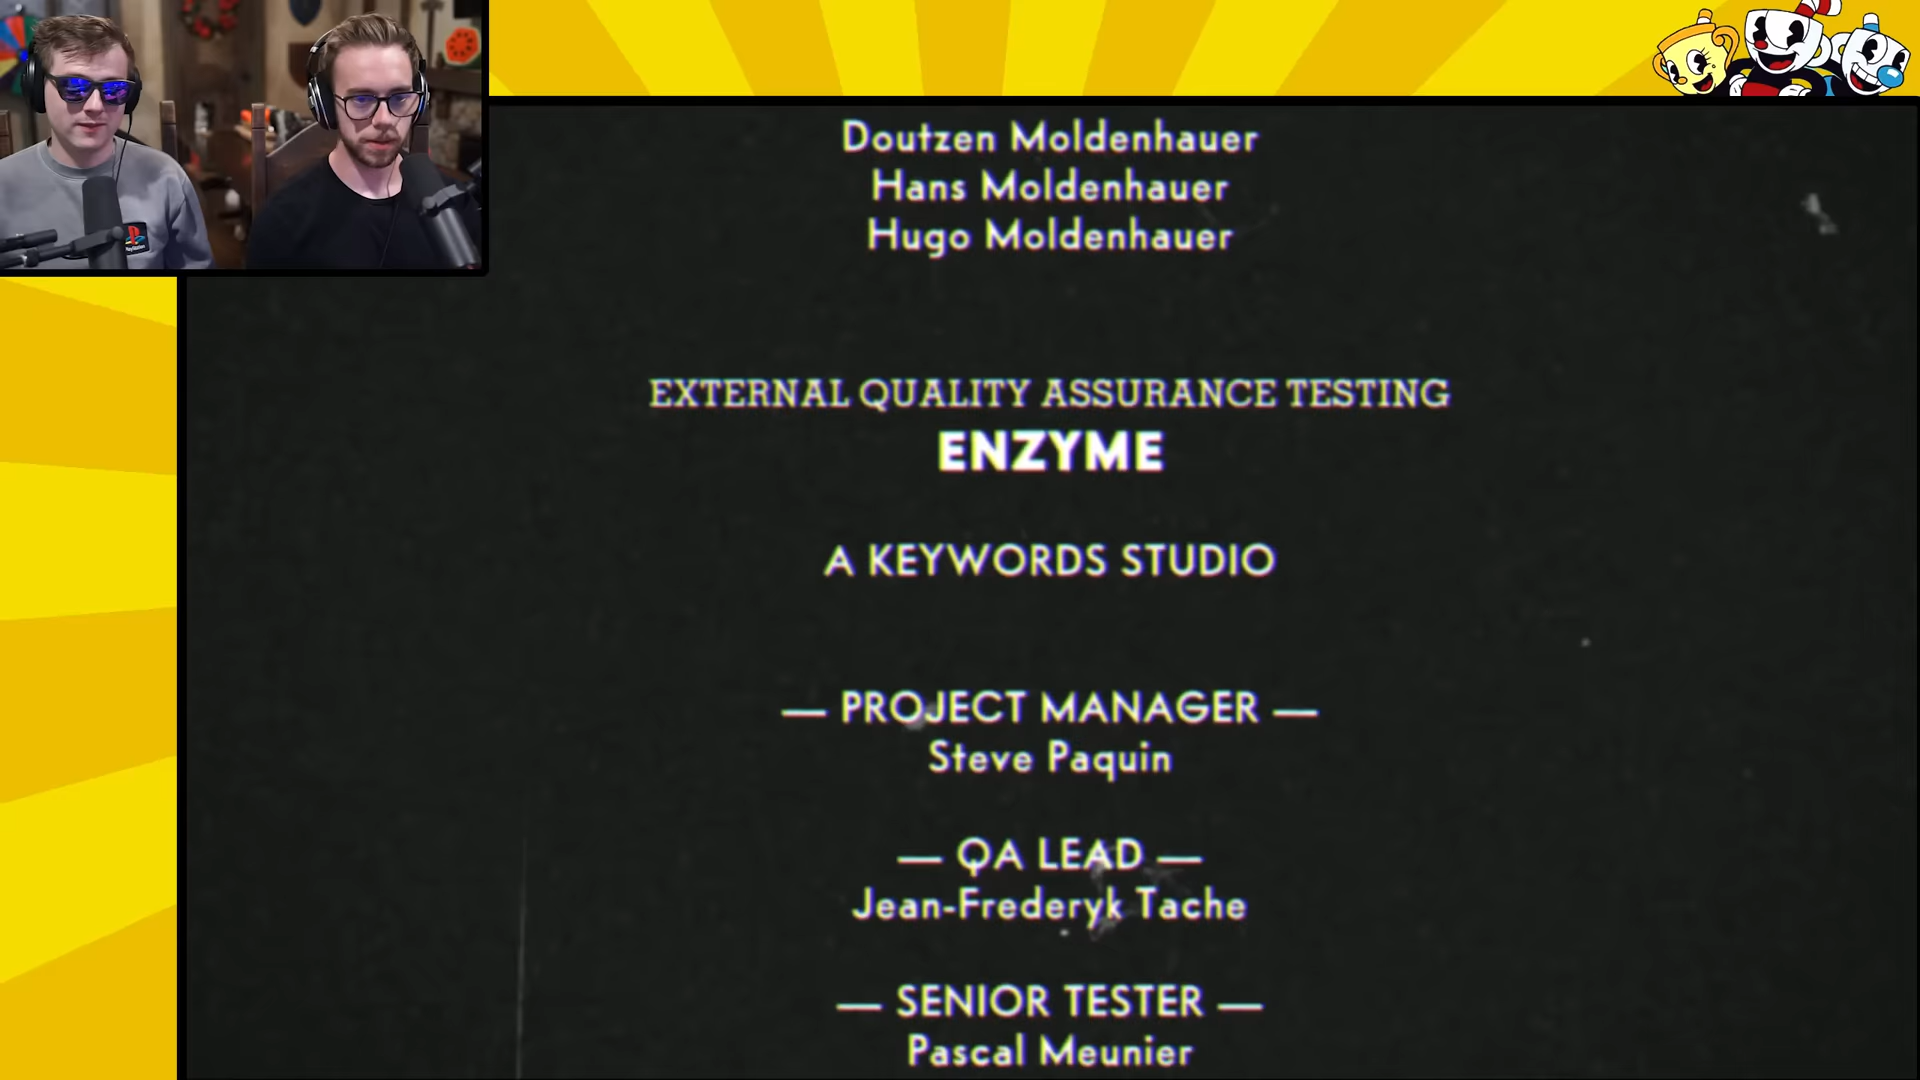 Doutzen Moldenhauer
Hans Moldenhauer
Hugo Moldenhauer
EXTERNAL QUALITY ASSURANCE TESTING
ENZYME
A KEYWORDS STUDIO
— PROJECT MANAGER —
Steve Paquin
— QA LEAD —
Jean-Frederyk Tache
— SENIOR TESTER —
Pascal Meunier